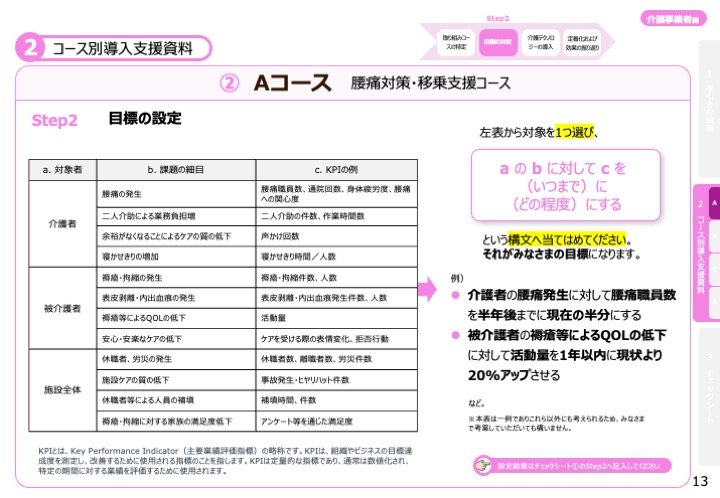 介護事業者編
Step2
取り組みコースの特定
目標の設定
介護テクノロジーの導入
定着化および効果の振り返り
2 コース別導入支援資料
② Aコース 腰痛対策・移乗支援コース
Step2 目標の設定
a. 対象者 b. 課題の細目 c. KPIの例
介護者
腰痛の発生 腰痛職員数、通院回数、身体疲労度、腰痛への関心度
二人介助による業務負担増 二人介助の件数、作業時間数
余裕がなくなることによるケアの質の低下 声かけ回数
寝かせきりの増加 寝かせきり時間／人数
被介護者
褥瘡・拘縮の発生 褥瘡・拘縮件数、人数
表皮剥離・内出血痕の発生 表皮剥離・内出血痕発生件数、人数
褥瘡等によるQOLの低下 活動量
安心・安楽なケアの低下 ケアを受ける際の表情変化、拒否行動
施設全体
休職者、労災の発生 休職者数、離職者数、労災件数
施設ケアの質の低下 事故発生・ヒヤリハット件数
休職者等による人員の補填 補填時間、件数
褥瘡・拘縮に対する家族の満足度低下 アンケート等を通じた満足度
KPIとは、Key Performance Indicator（主要業績評価指標）の略称です。KPIは、組織やビジネスの目標達
成度を測定し、改善するために使用される指標のことを指します。KPIは定量的な指標であり、通常は数値化され、
特定の期間に対する業績を評価するために使用されます。
左表から対象を1つ選び、
a の b に対して c を
（いつまで）に
（どの程度）にする
という構文へ当てはめてください。
それがみなさまの目標になります。
例）
● 介護者の腰痛発生に対して腰痛職員数
を半年後までに現在の半分にする
● 被介護者の褥瘡等によるQOLの低下
に対して活動量を1年以内に現状より
20%アップさせる
など。
※本表は一例でありこれら以外にも考えられるため、みなさま
で考案していただいても構いません。
設定結果はチェックシート①のStep2へ記入してください
2 コース別導入支援資料
A
13